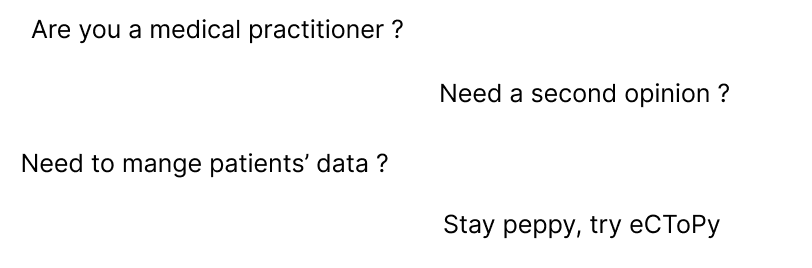 Are you a medical practitioner ?
Need a second opinion ?
Need to mange patients’ data ?
Stay peppy, try eCToPy